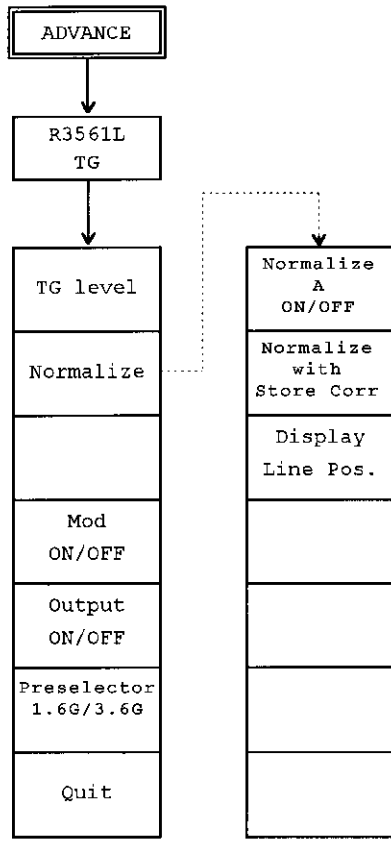 ADVANCE
R3561L
TG
TG level
Normalize
Mod
ON/OFF
Output
ON/OFF
Preselector
1.6G/3.6G
Quit
Normalize
A
ON/OFF
Normalize
with
Store Corr
Display
Line Pos.